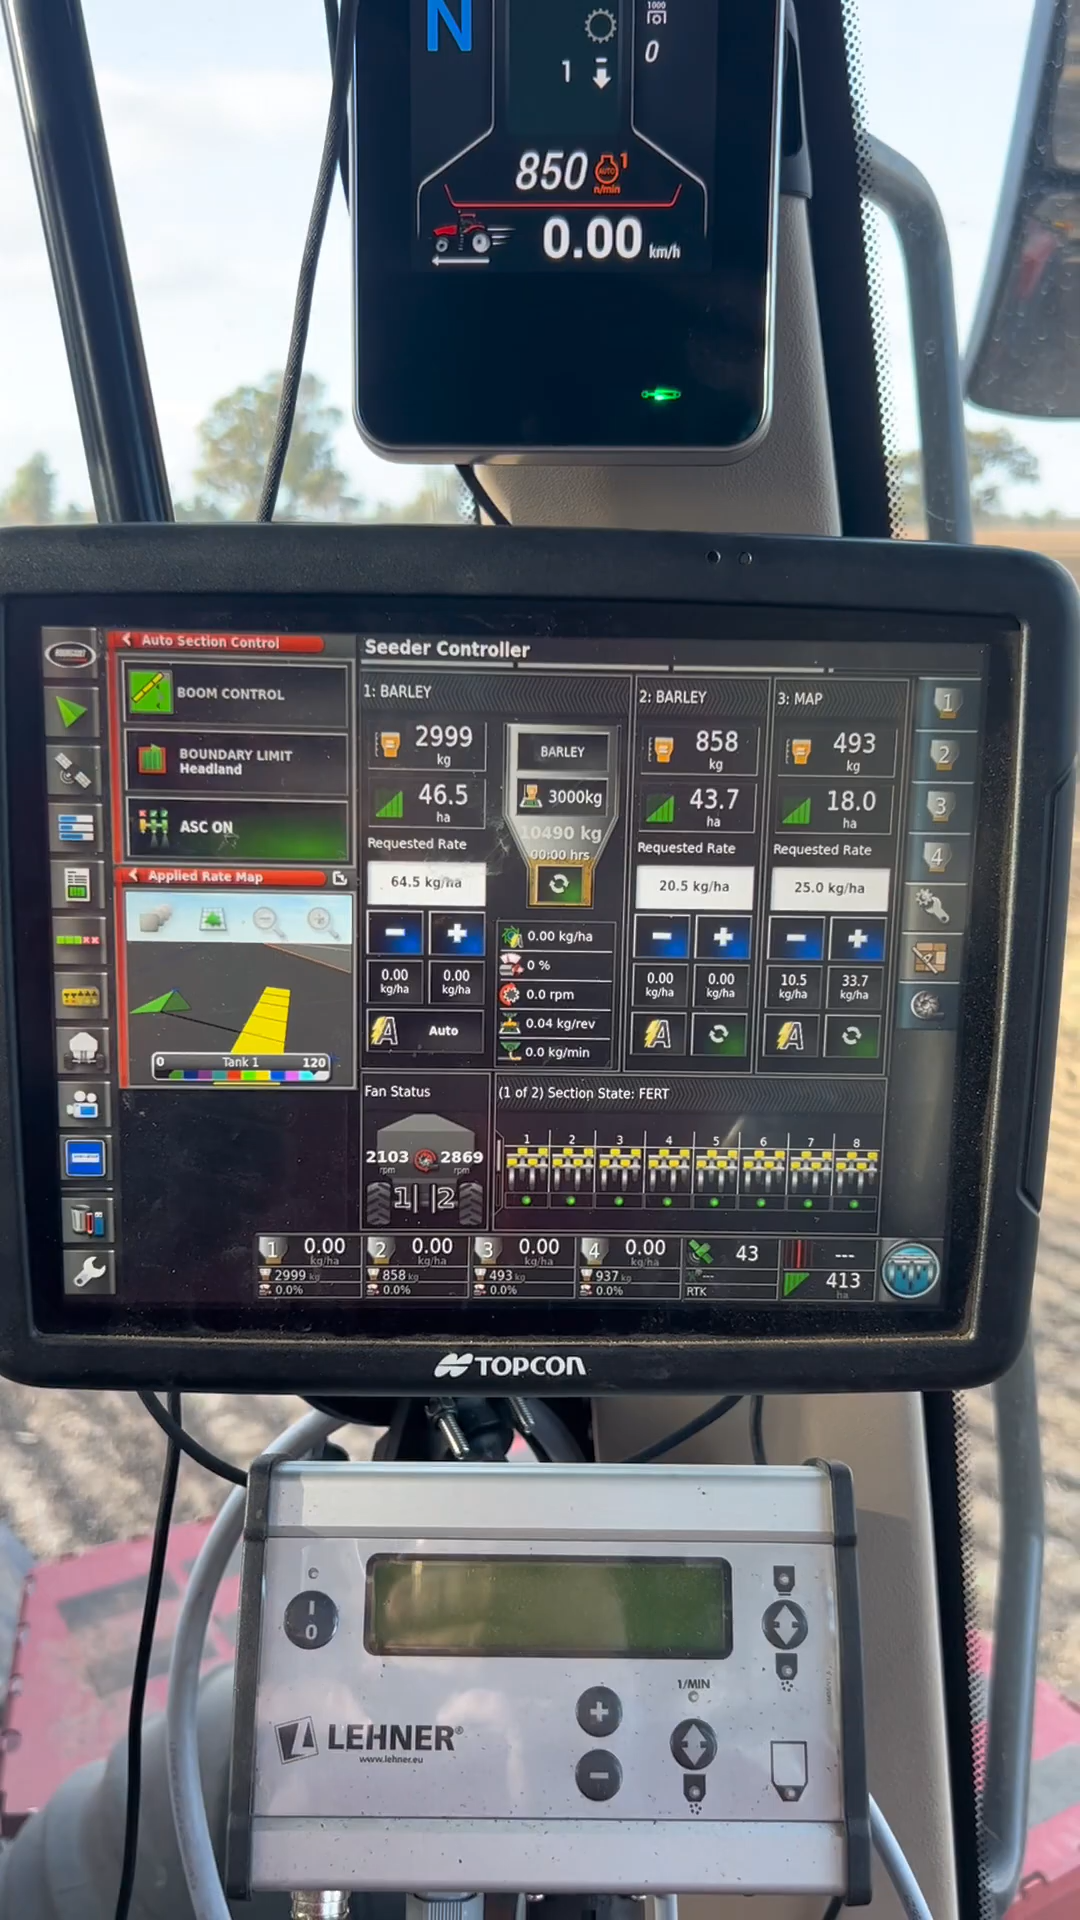 N
1000
0
1
850
AUTO
1
n/min
0.00 km/h
Auto Section Control
BOOM CONTROL
BOUNDARY LIMIT
Headland
ASC ON
Applied Rate Map
0 Tank 1 120
Seeder Controller
1: BARLEY
2999
kg
46.5
ha
Requested Rate
64.5 kg/ha
0.00
kg/ha
0.00
kg/ha
A Auto
BARLEY
3000kg
10490 kg
00:00 hrs
0.00 kg/ha
0 %
0.0 rpm
0.04 kg/rev
0.0 kg/min
2: BARLEY
858
kg
43.7
ha
Requested Rate
20.5 kg/ha
0.00
kg/ha
0.00
kg/ha
A
3: MAP
493
kg
18.0
ha
Requested Rate
25.0 kg/ha
10.5
kg/ha
33.7
kg/ha
A
1
2
3
4
Fan Status
2103 2869
rpm rpm
1 2
(1 of 2) Section State: FERT
1 2 3 4 5 6 7 8
1 0.00
kg/ha
2999 kg
0.0%
2 0.00
kg/ha
858 kg
0.0%
3 0.00
kg/ha
493 kg
0.0%
4 0.00
kg/ha
937 kg
0.0%
43
---
RTK
---
413
ha
TOPCON
I
0
1/MIN
+
−
LEHNER®
www.lehner.eu